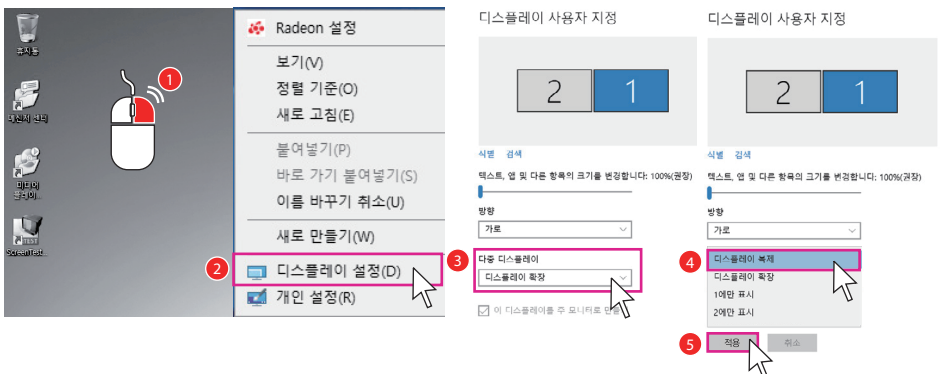 휴지통
메신저 센터
미디어
플레이..
ScreenTest..
1
Radeon 설정
보기(V)
정렬 기준(O)
새로 고침(E)
붙여넣기(P)
바로 가기 붙여넣기(S)
이름 바꾸기 취소(U)
새로 만들기(W)
2
디스플레이 설정(D)
개인 설정(R)
디스플레이 사용자 지정
2
1
식별 검색
텍스트, 앱 및 다른 항목의 크기를 변경합니다: 100%(권장)
방향
가로
3
다중 디스플레이
디스플레이 확장
이 디스플레이를 주 모니터로 만
디스플레이 사용자 지정
2
1
식별 검색
텍스트, 앱 및 다른 항목의 크기를 변경합니다: 100%(권장)
방향
가로
4
디스플레이 복제
디스플레이 확장
1에만 표시
2에만 표시
5
적용
취소